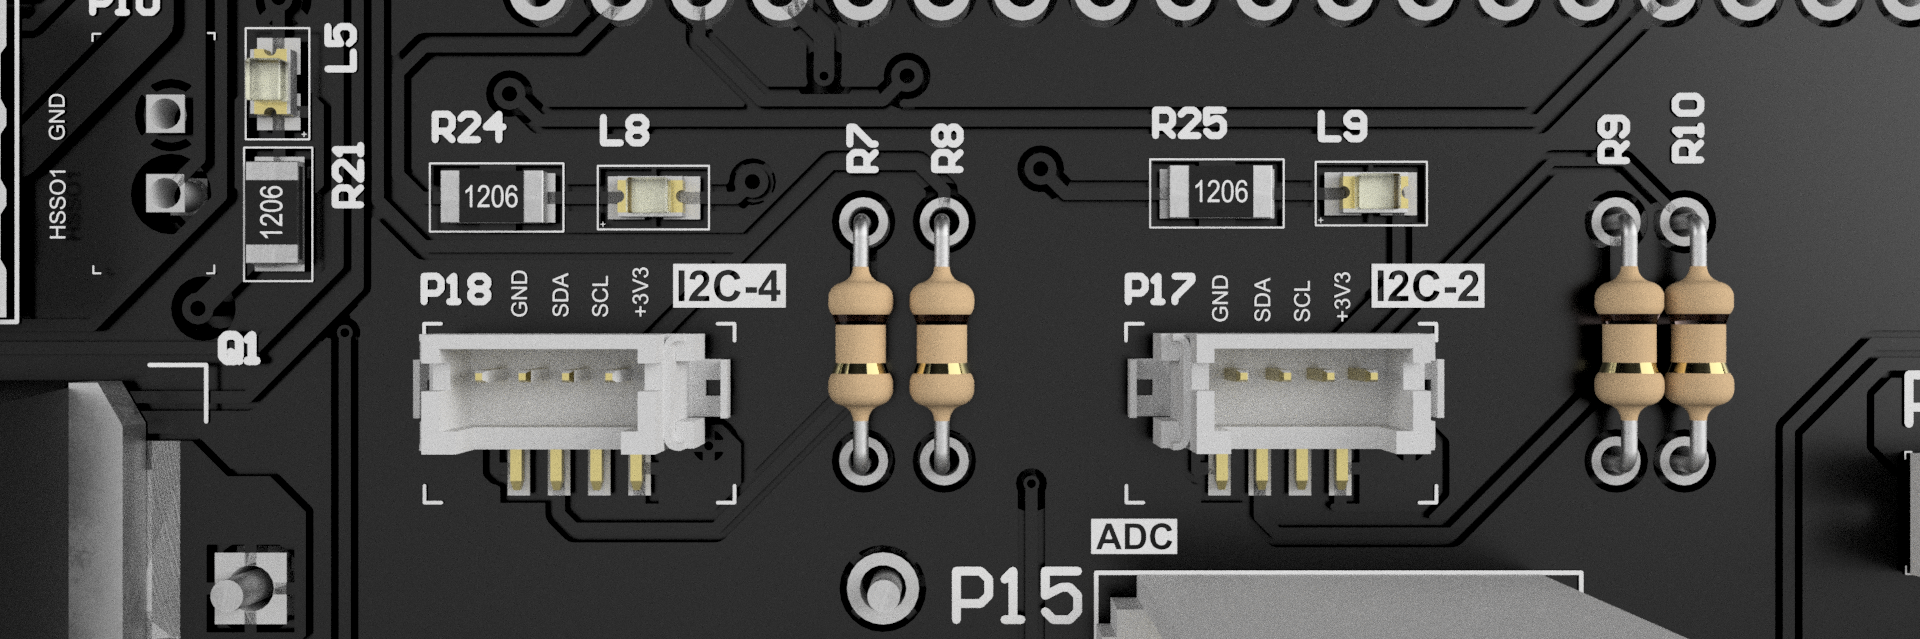 P10
L5
GND
HSSO1
R21
1206
Q1
R24
L8
1206
R7
R8
P18
GND
SDA
SCL
+3V3
I2C-4
R25
L9
1206
R9
R10
P17
GND
SDA
SCL
+3V3
I2C-2
ADC
P15